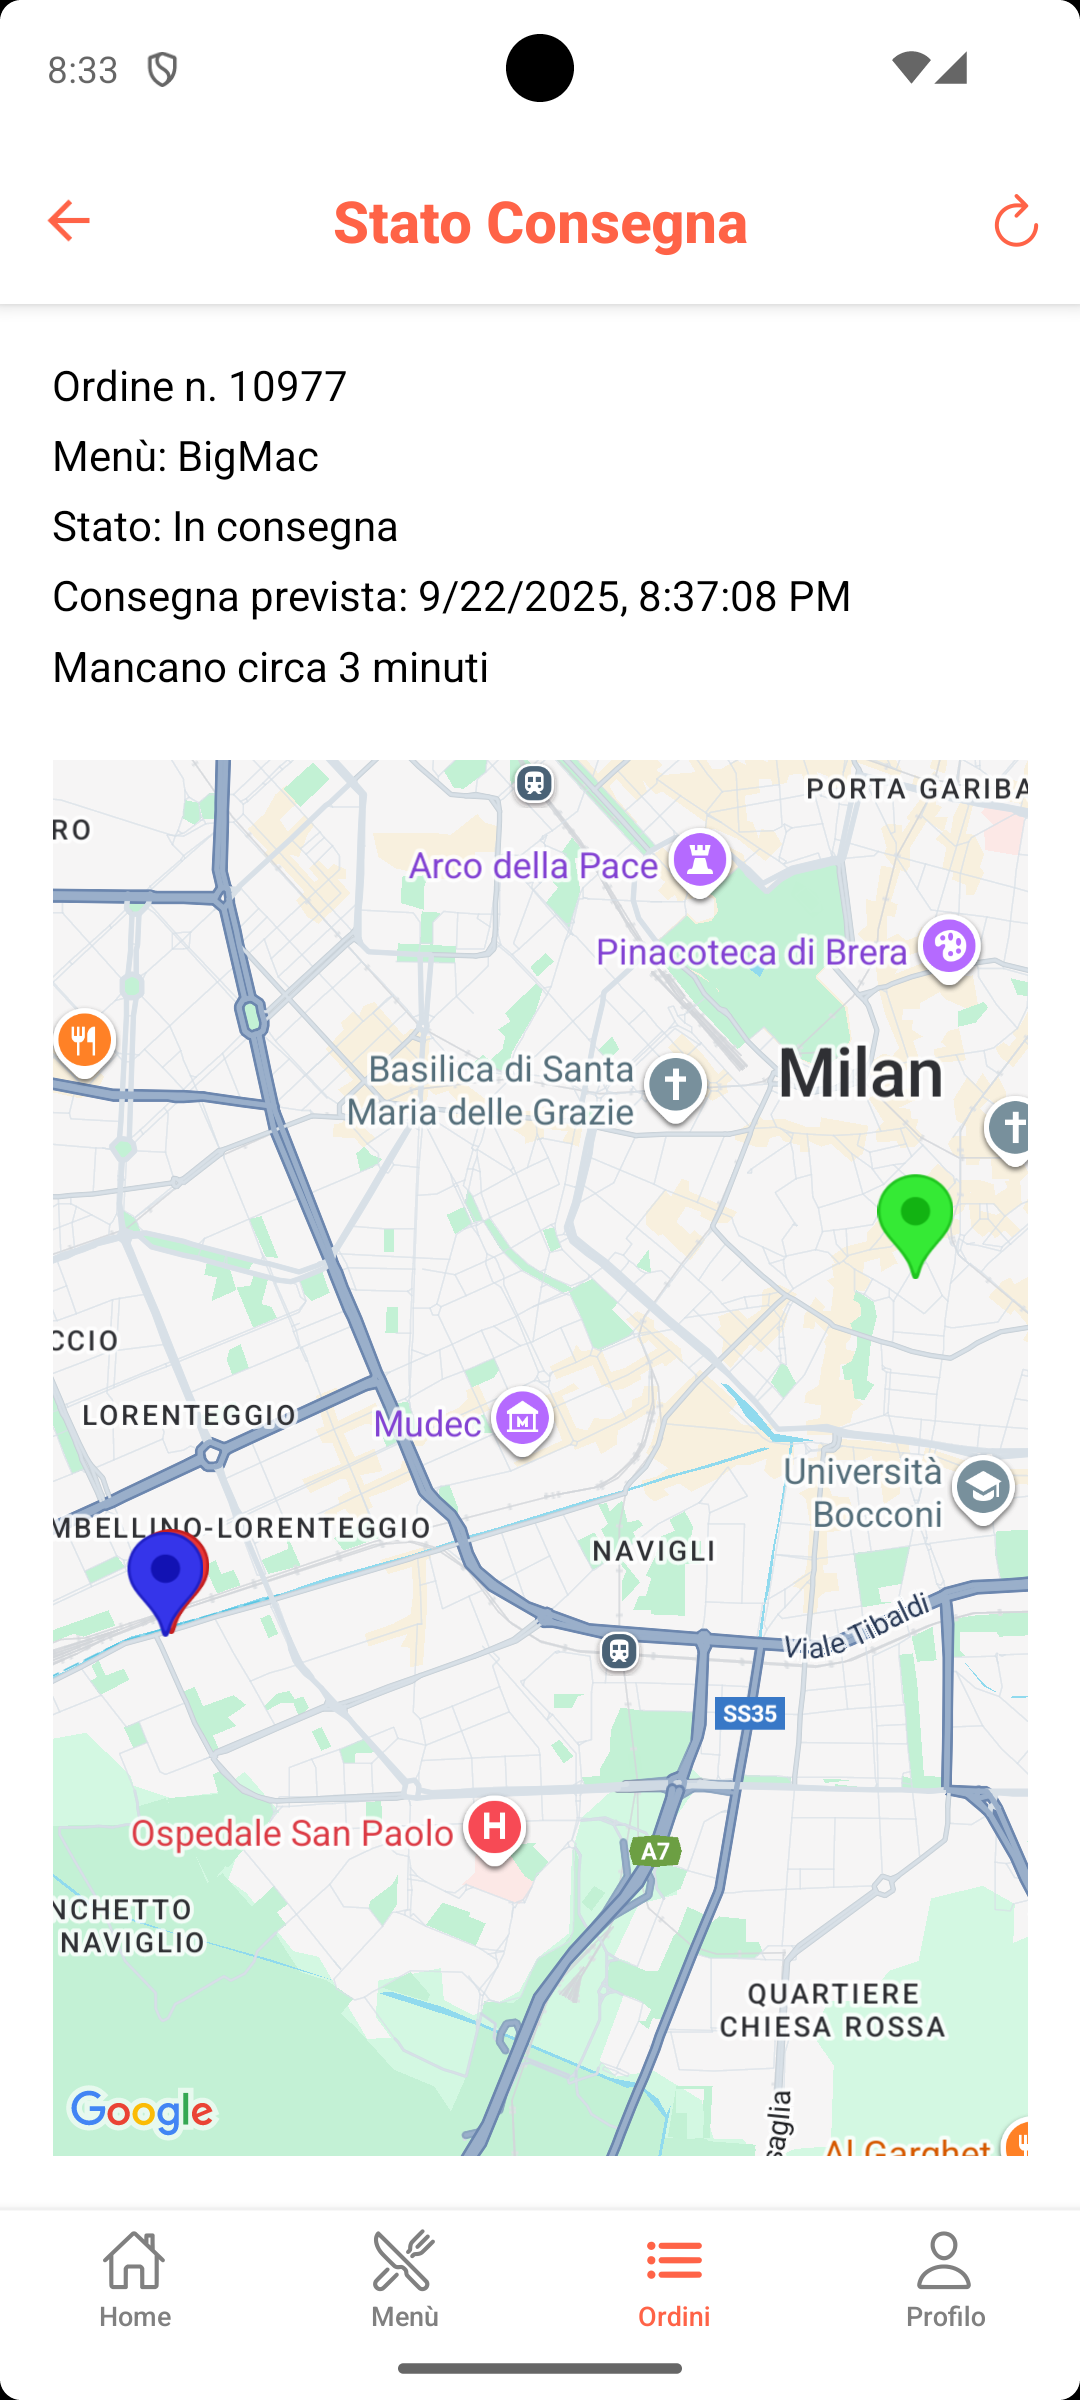 8:33
Stato Consegna
Ordine n. 10977
Menù: BigMac
Stato: In consegna
Consegna prevista: 9/22/2025, 8:37:08 PM
Mancano circa 3 minuti
PORTA GARIBA
RO
Arco della Pace
Pinacoteca di Brera
Basilica di Santa
Maria delle Grazie
Milan
CCIO
LORENTEGGIO
Mudec
Università
Bocconi
MBELLINO-LORENTEGGIO
NAVIGLI
Viale Tibaldi
SS35
Ospedale San Paolo
H
A7
NCHETTO
NAVIGLIO
QUARTIERE
CHIESA ROSSA
Google
saglia
Al Garghet
Home
Menù
Ordini
Profilo